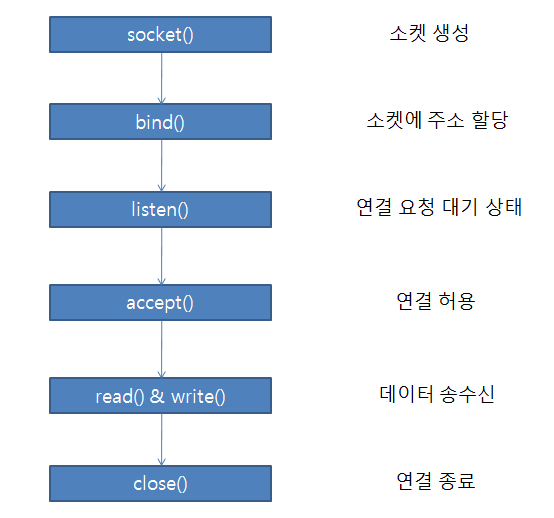 socket() 소켓 생성
bind() 소켓에 주소 할당
listen() 연결 요청 대기 상태
accept() 연결 허용
read() & write() 데이터 송수신
close() 연결 종료